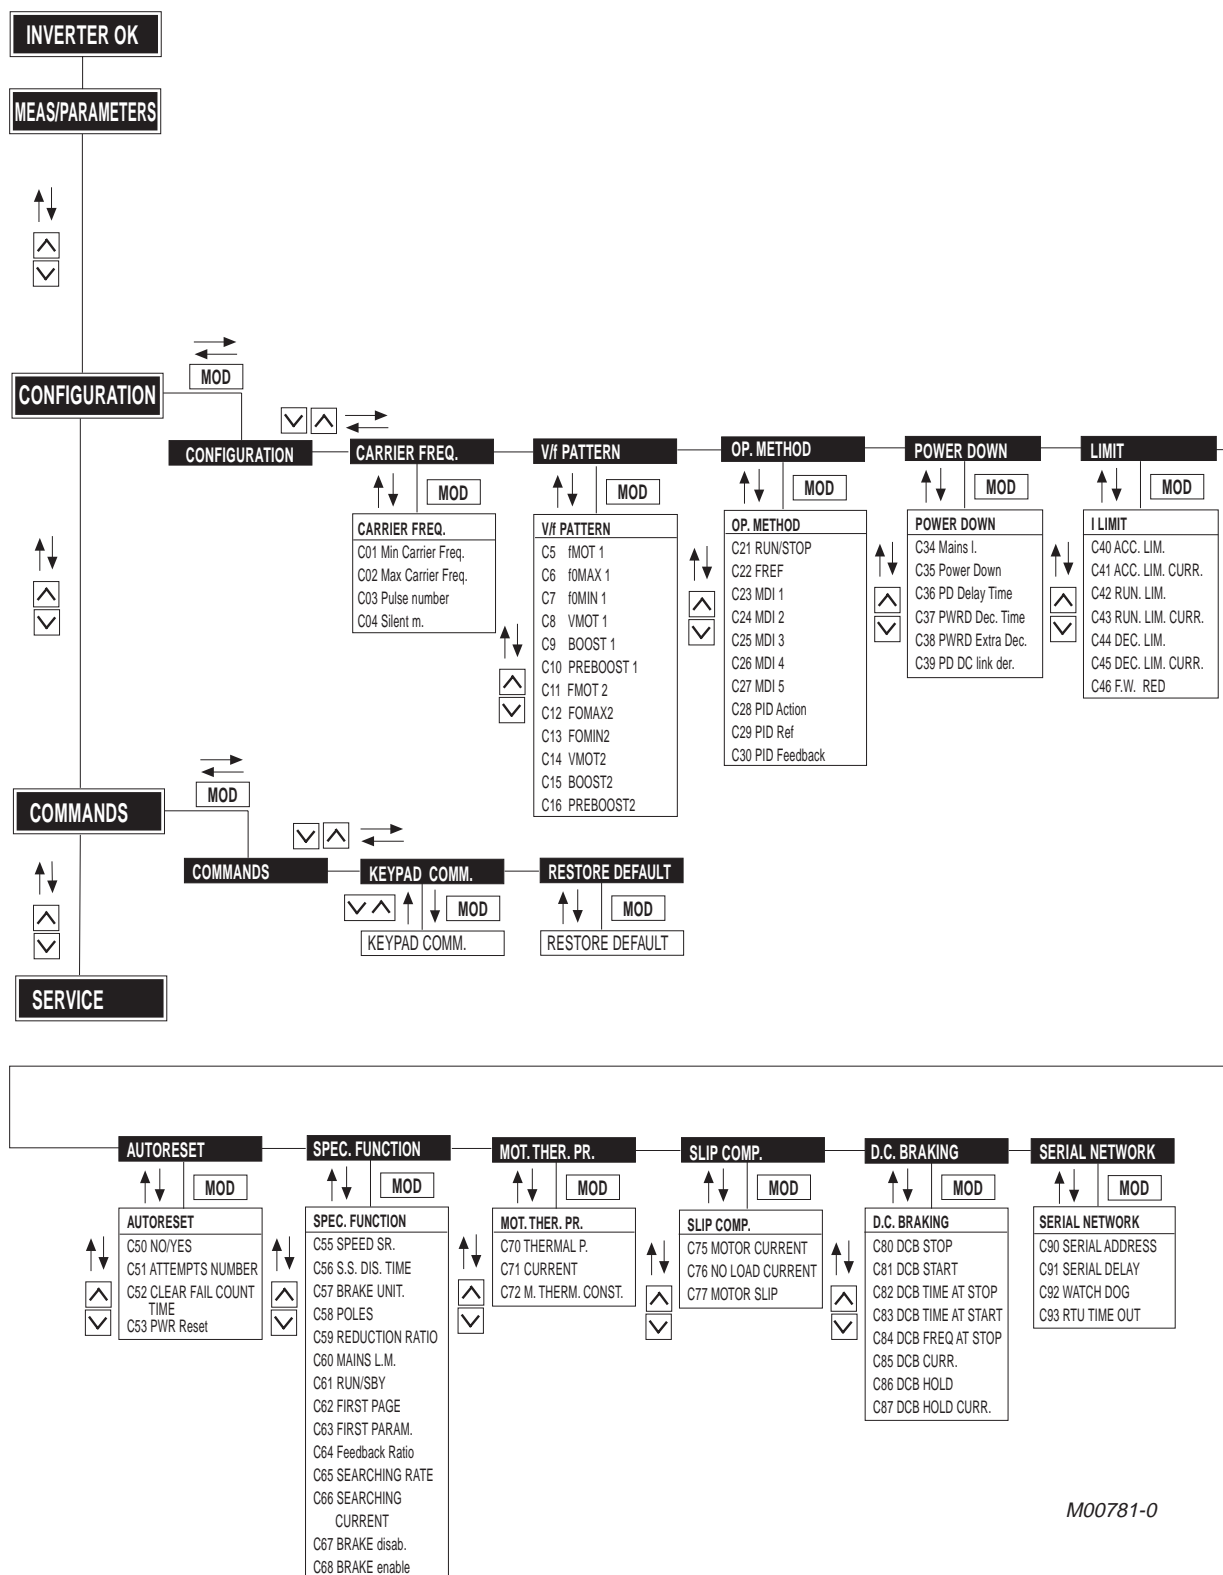 INVERTER OK
MEAS/PARAMETERS
CONFIGURATION
MOD
CONFIGURATION
CARRIER FREQ.
V/f PATTERN
OP. METHOD
POWER DOWN
LIMIT
MOD
MOD
MOD
MOD
MOD
CARRIER FREQ.
C01 Min Carrier Freq.
C02 Max Carrier Freq.
C03 Pulse number
C04 Silent m.
V/f PATTERN
C5 fMOT 1
C6 f0MAX 1
C7 f0MIN 1
C8 VMOT 1
C9 BOOST 1
C10 PREBOOST 1
C11 FMOT 2
C12 FOMAX2
C13 FOMIN2
C14 VMOT2
C15 BOOST2
C16 PREBOOST2
OP. METHOD
C21 RUN/STOP
C22 FREF
C23 MDI 1
C24 MDI 2
C25 MDI 3
C26 MDI 4
C27 MDI 5
C28 PID Action
C29 PID Ref
C30 PID Feedback
POWER DOWN
C34 Mains l.
C35 Power Down
C36 PD Delay Time
C37 PWRD Dec. Time
C38 PWRD Extra Dec.
C39 PD DC link der.
I LIMIT
C40 ACC. LIM.
C41 ACC. LIM. CURR.
C42 RUN. LIM.
C43 RUN. LIM. CURR.
C44 DEC. LIM.
C45 DEC. LIM. CURR.
C46 F.W. RED
COMMANDS
MOD
COMMANDS
KEYPAD COMM.
RESTORE DEFAULT
MOD
MOD
KEYPAD COMM.
RESTORE DEFAULT
SERVICE
AUTORESET
SPEC. FUNCTION
MOT. THER. PR.
SLIP COMP.
D.C. BRAKING
SERIAL NETWORK
MOD
MOD
MOD
MOD
MOD
MOD
AUTORESET
C50 NO/YES
C51 ATTEMPTS NUMBER
C52 CLEAR FAIL COUNT
TIME
C53 PWR Reset
SPEC. FUNCTION
C55 SPEED SR.
C56 S.S. DIS. TIME
C57 BRAKE UNIT.
C58 POLES
C59 REDUCTION RATIO
C60 MAINS L.M.
C61 RUN/SBY
C62 FIRST PAGE
C63 FIRST PARAM.
C64 Feedback Ratio
C65 SEARCHING RATE
C66 SEARCHING
CURRENT
C67 BRAKE disab.
C68 BRAKE enable
MOT. THER. PR.
C70 THERMAL P.
C71 CURRENT
C72 M. THERM. CONST.
SLIP COMP.
C75 MOTOR CURRENT
C76 NO LOAD CURRENT
C77 MOTOR SLIP
D.C. BRAKING
C80 DCB STOP
C81 DCB START
C82 DCB TIME AT STOP
C83 DCB TIME AT START
C84 DCB FREQ AT STOP
C85 DCB CURR.
C86 DCB HOLD
C87 DCB HOLD CURR.
SERIAL NETWORK
C90 SERIAL ADDRESS
C91 SERIAL DELAY
C92 WATCH DOG
C93 RTU TIME OUT
M00781-0